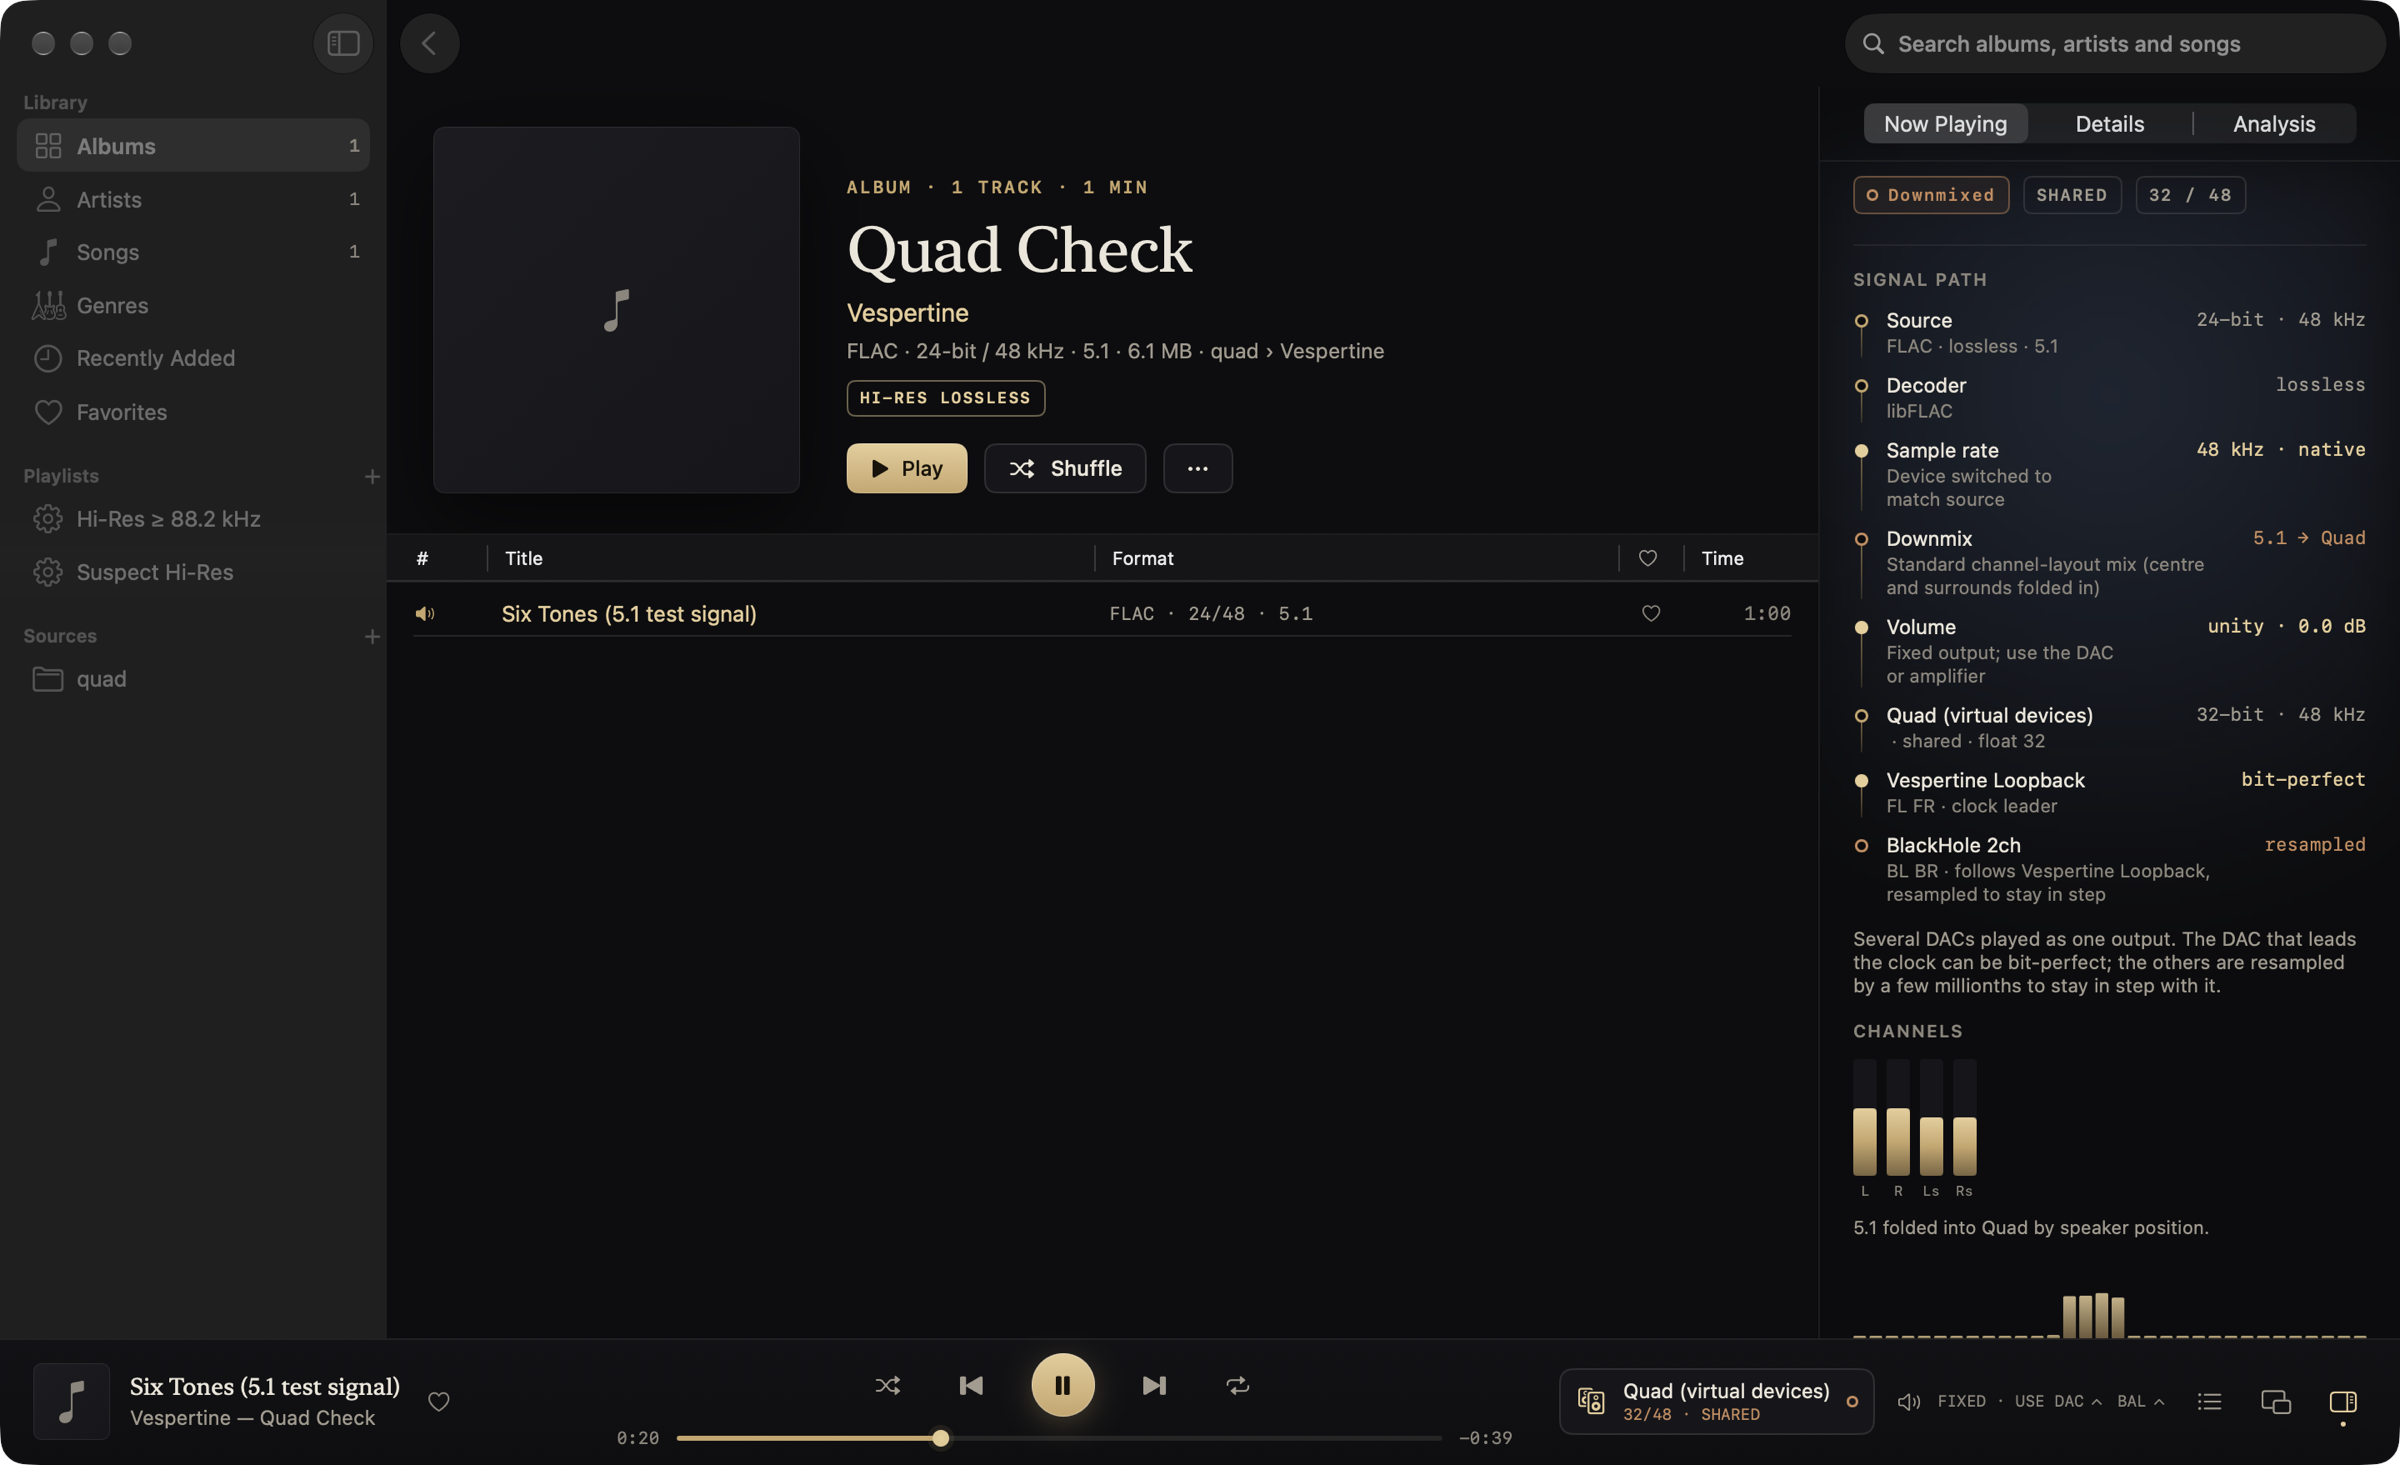 Search albums, artists and songs
Library
Albums 1
Artists 1
Songs 1
Genres
Recently Added
Favorites
Playlists +
Hi-Res ≥ 88.2 kHz
Suspect Hi-Res
Sources +
quad
ALBUM · 1 TRACK · 1 MIN
Quad Check
Vespertine
FLAC · 24-bit / 48 kHz · 5.1 · 6.1 MB · quad › Vespertine
HI-RES LOSSLESS
Play
Shuffle
# Title Format Time
Six Tones (5.1 test signal) FLAC · 24/48 · 5.1 1:00
Now Playing Details Analysis
Downmixed SHARED 32 / 48
SIGNAL PATH
Source 24-bit · 48 kHz
FLAC · lossless · 5.1
Decoder lossless
libFLAC
Sample rate 48 kHz · native
Device switched to
match source
Downmix 5.1 → Quad
Standard channel-layout mix (centre
and surrounds folded in)
Volume unity · 0.0 dB
Fixed output; use the DAC
or amplifier
Quad (virtual devices) 32-bit · 48 kHz
· shared · float 32
Vespertine Loopback bit-perfect
FL FR · clock leader
BlackHole 2ch resampled
BL BR · follows Vespertine Loopback,
resampled to stay in step
Several DACs played as one output. The DAC that leads
the clock can be bit-perfect; the others are resampled
by a few millionths to stay in step with it.
CHANNELS
L R Ls Rs
5.1 folded into Quad by speaker position.
Six Tones (5.1 test signal)
Vespertine — Quad Check
0:20
-0:39
Quad (virtual devices)
32/48 · SHARED
FIXED · USE DAC
BAL